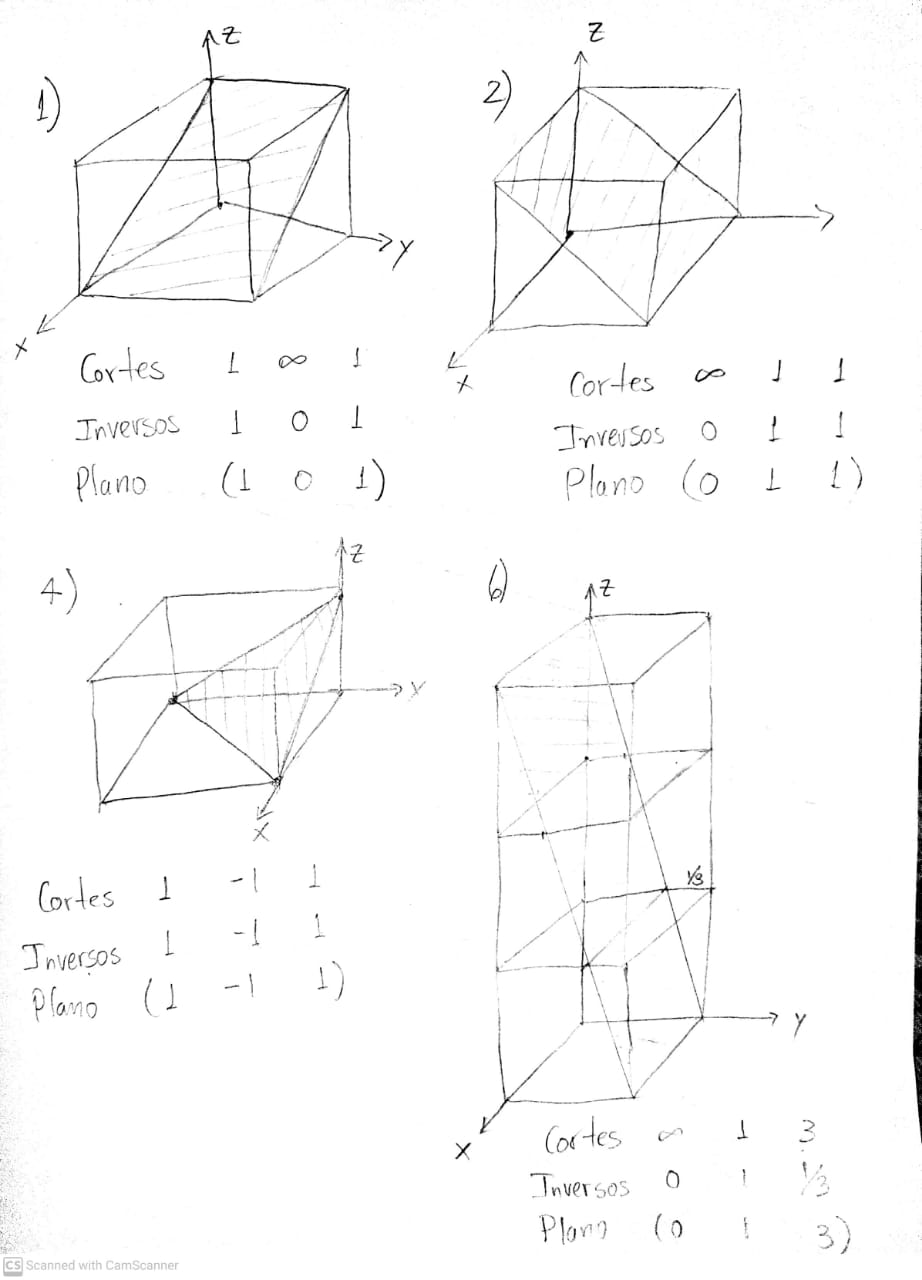 1)
Z
Y
X
Cortes 1 ∞ 1
Inversos 1 0 1
Plano (1 0 1)
2)
Z
X
Cortes ∞ 1 1
Inversos 0 1 1
Plano (0 1 1)
4)
Z
Y
X
Cortes 1 -1 1
Inversos 1 -1 1
Plano (1 -1 1)
6)
Z
1/3
Y
X
Cortes ∞ 1 3
Inversos 0 1 1/3
Plano (0 1 3)
CS Scanned with CamScanner